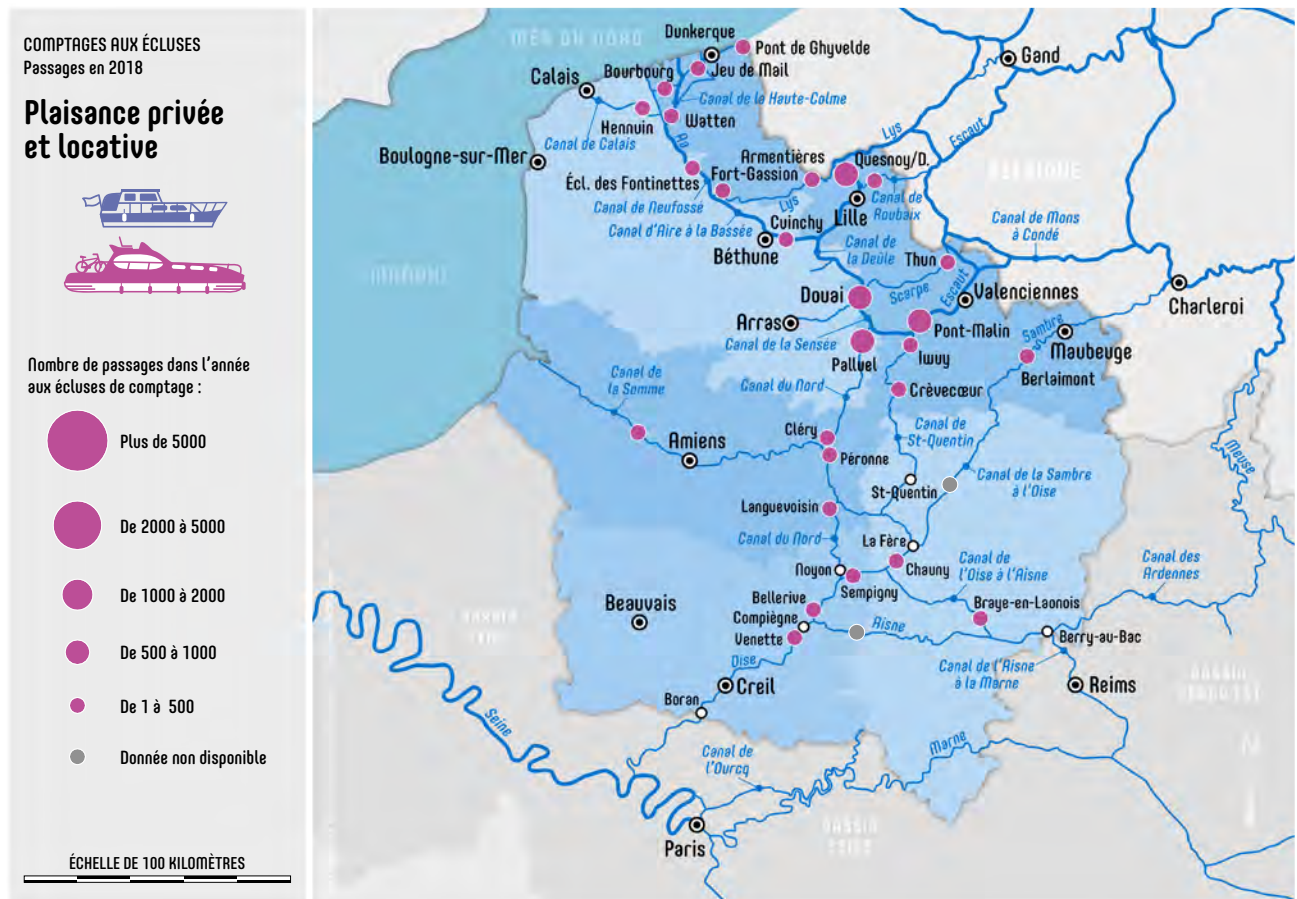 COMPTAGES AUX ÉCLUSES
Passages en 2018
Plaisance privée
et locative
Nombre de passages dans l'année
aux écluses de comptage :
Plus de 5000
De 2000 à 5000
De 1000 à 2000
De 500 à 1000
De 1 à 500
Donnée non disponible
ÉCHELLE DE 100 KILOMÈTRES
MER DU NORD
Dunkerque
Pont de Ghyvelde
Gand
Calais
Bourbourg
Jeu de Mail
Canal de la Haute-Colme
Hennuin
Watten
Canal de Calais
Aa
Lys
Escaut
Boulogne-sur-Mer
Armentières
Quesnoy/D.
BELGIQUE
Fort-Gassion
Écl. des Fontinettes
Lys
Canal de
Roubaix
Canal de Neufossé
Lille
Canal de Mons
à Condé
Canal d'Aire à la Bassée
Cuinchy
Béthune
Canal de
la Deûle
Thun
MANCHE
Douai
Scarpe
Escaut
Valenciennes
Charleroi
Arras
Pont-Malin
Canal de la Sensée
Sambre
Maubeuge
Palluel
Iwuy
Berlaimont
Canal de
la Somme
Canal du Nord
Crèvecœur
Canal de
St-Quentin
Cléry
Amiens
Péronne
Meuse
Canal de la Sambre
à l'Oise
St-Quentin
Languevoisin
Canal du Nord
La Fère
Noyon
Chauny
Canal de
l'Oise à l'Aisne
Canal des
Ardennes
Sempigny
Beauvais
Bellerive
Compiègne
Braye-en-Laonnois
Aisne
Venette
Berry-au-Bac
Oise
Canal de l'Aisne
à la Marne
Creil
Reims
Boran
Seine
Marne
Canal de
l'Ourcq
Paris
BASSIN
N